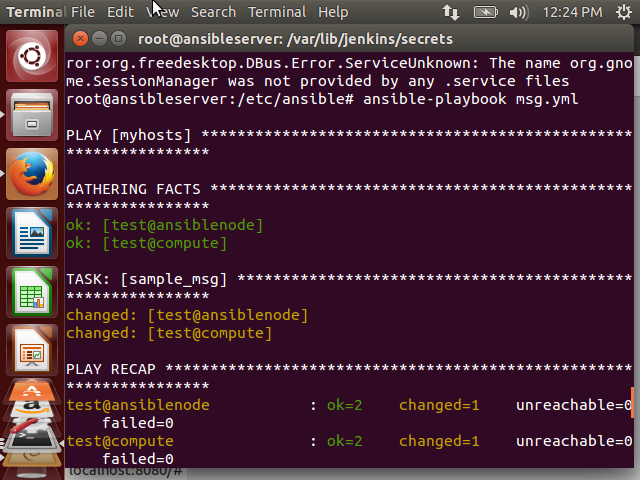 Terminal File Edit View Search Terminal Help 12:24 PM
root@ansibleserver: /var/lib/jenkins/secrets
ror:org.freedesktop.DBus.Error.ServiceUnknown: The name org.gno
me.SessionManager was not provided by any .service files
root@ansibleserver:/etc/ansible# ansible-playbook msg.yml
PLAY [myhosts] ************************************************
****************
GATHERING FACTS ***********************************************
****************
ok: [test@ansiblenode]
ok: [test@compute]
TASK: [sample_msg] ********************************************
****************
changed: [test@ansiblenode]
changed: [test@compute]
PLAY RECAP ****************************************************
****************
test@ansiblenode           : ok=2    changed=1    unreachable=0
    failed=0
test@compute               : ok=2    changed=1    unreachable=0
    failed=0
localhost:8080/#